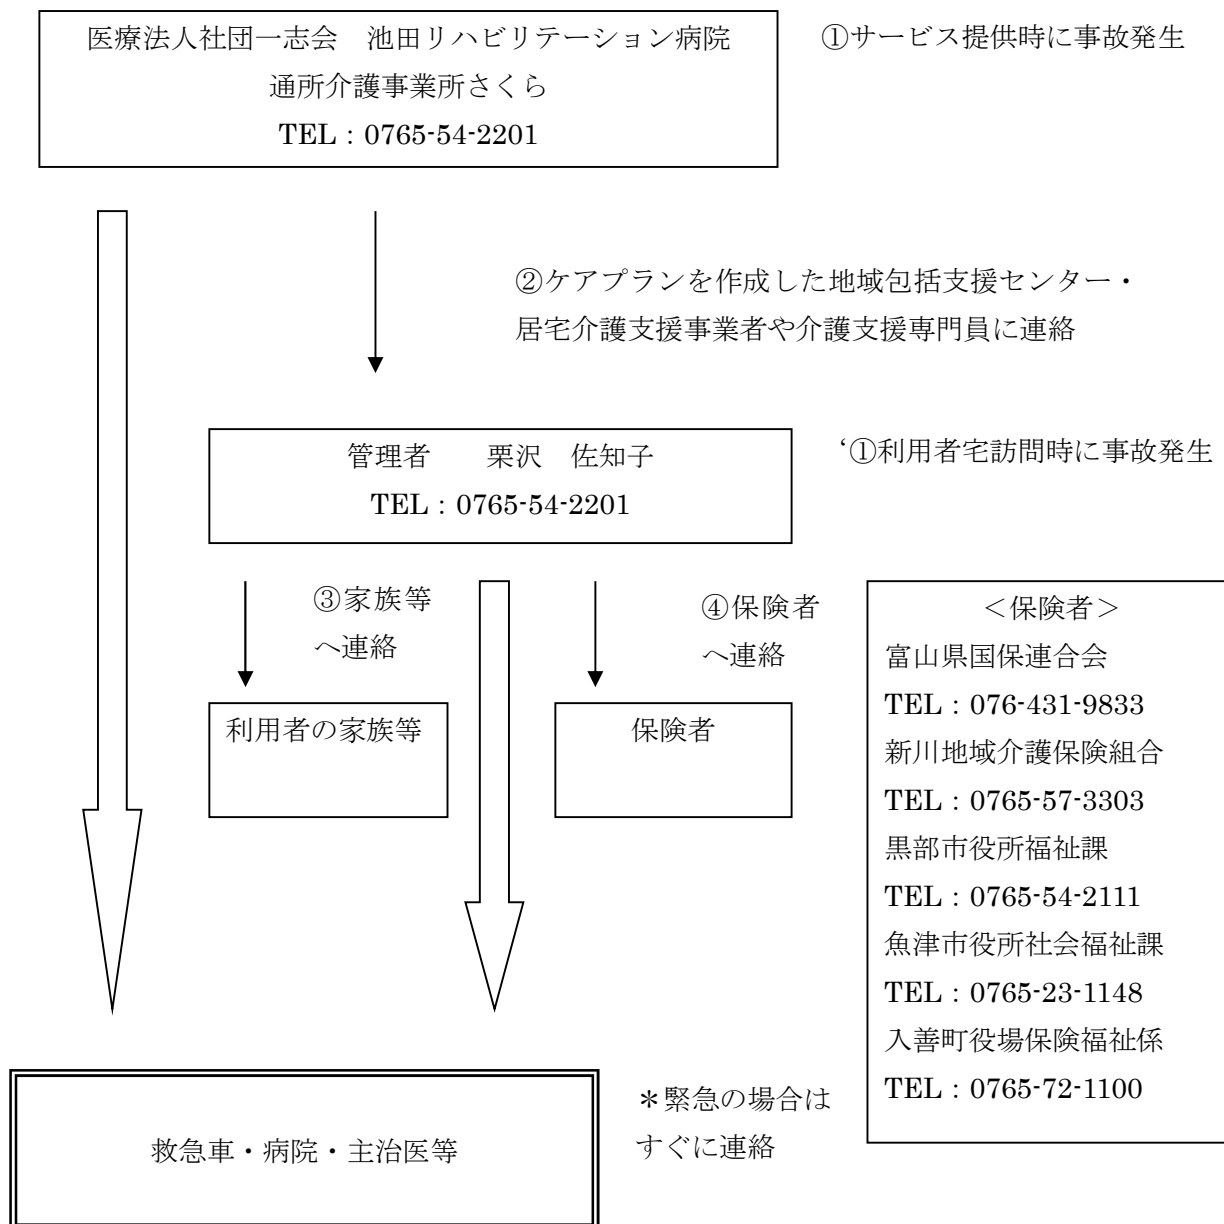 医療法人社団一志会　池田リハビリテーション病院
通所介護事業所さくら
TEL：0765-54-2201
①サービス提供時に事故発生
②ケアプランを作成した地域包括支援センター・
居宅介護支援事業者や介護支援専門員に連絡
管理者　　栗沢　佐知子
TEL：0765-54-2201
‘①利用者宅訪問時に事故発生
③家族等
へ連絡
④保険者
へ連絡
利用者の家族等
保険者
＜保険者＞
富山県国保連合会
TEL：076-431-9833
新川地域介護保険組合
TEL：0765-57-3303
黒部市役所福祉課
TEL：0765-54-2111
魚津市役所社会福祉課
TEL：0765-23-1148
入善町役場保険福祉係
TEL：0765-72-1100
救急車・病院・主治医等
＊緊急の場合は
すぐに連絡